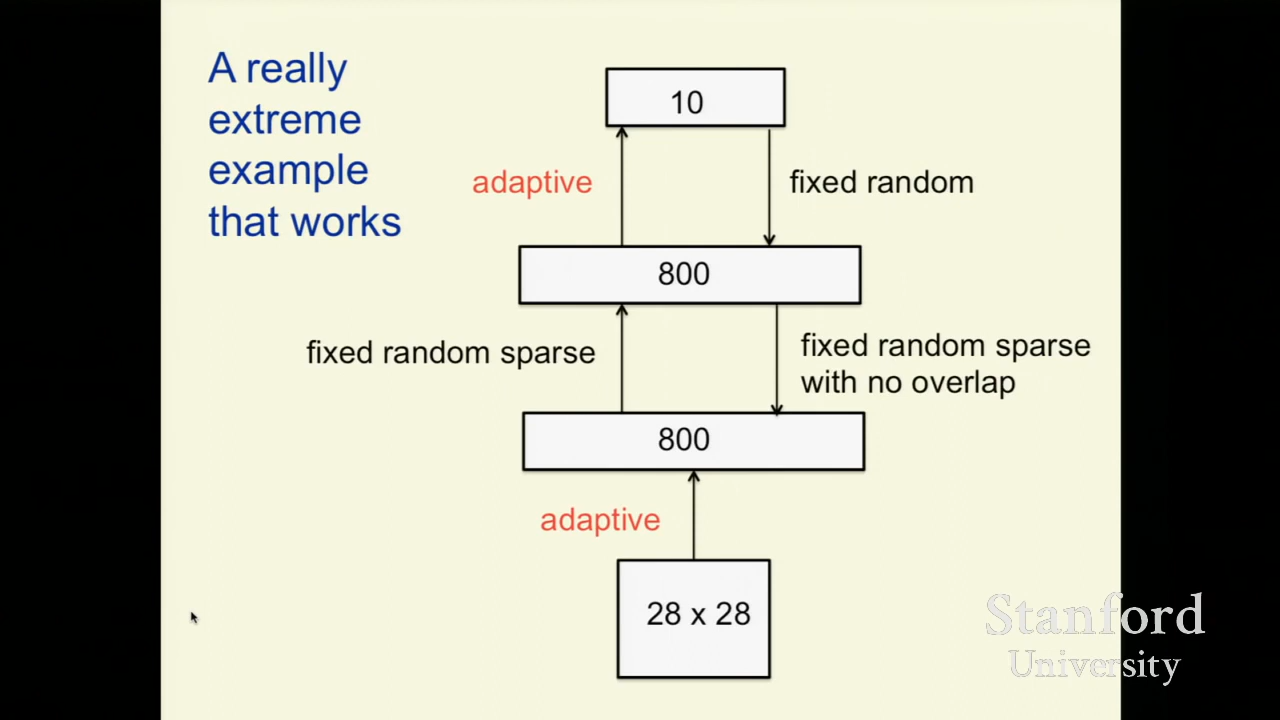 A really
extreme
example
that works
10
adaptive
fixed random
800
fixed random sparse
fixed random sparse
with no overlap
800
adaptive
28 x 28
Stanford
University